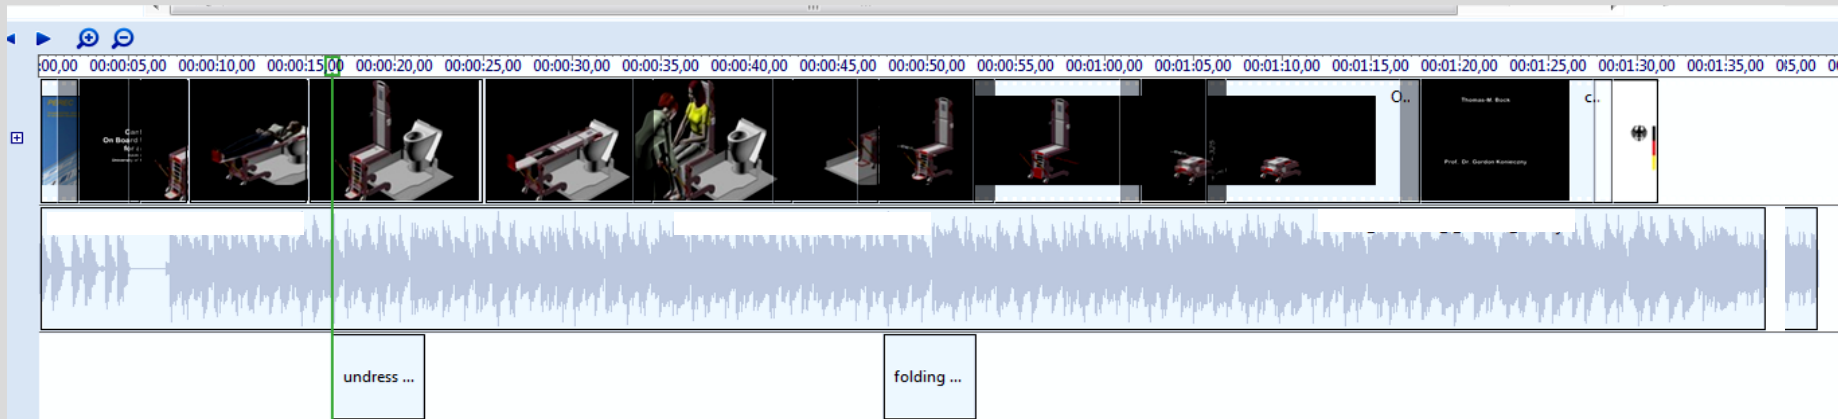 :00,00 00:00:05,00 00:00:10,00 00:00:15,00 00:00:20,00 00:00:25,00 00:00:30,00 00:00:35,00 00:00:40,00 00:00:45,00 00:00:50,00 00:00:55,00 00:01:00,00 00:01:05,00 00:01:10,00 00:01:15,00 00:01:20,00 00:01:25,00 00:01:30,00 00:01:35,00
O..
c..
Thomas-M. Bock
On Board
for
Prof. Dr. Gordon Konieczny
undress ...
folding ...